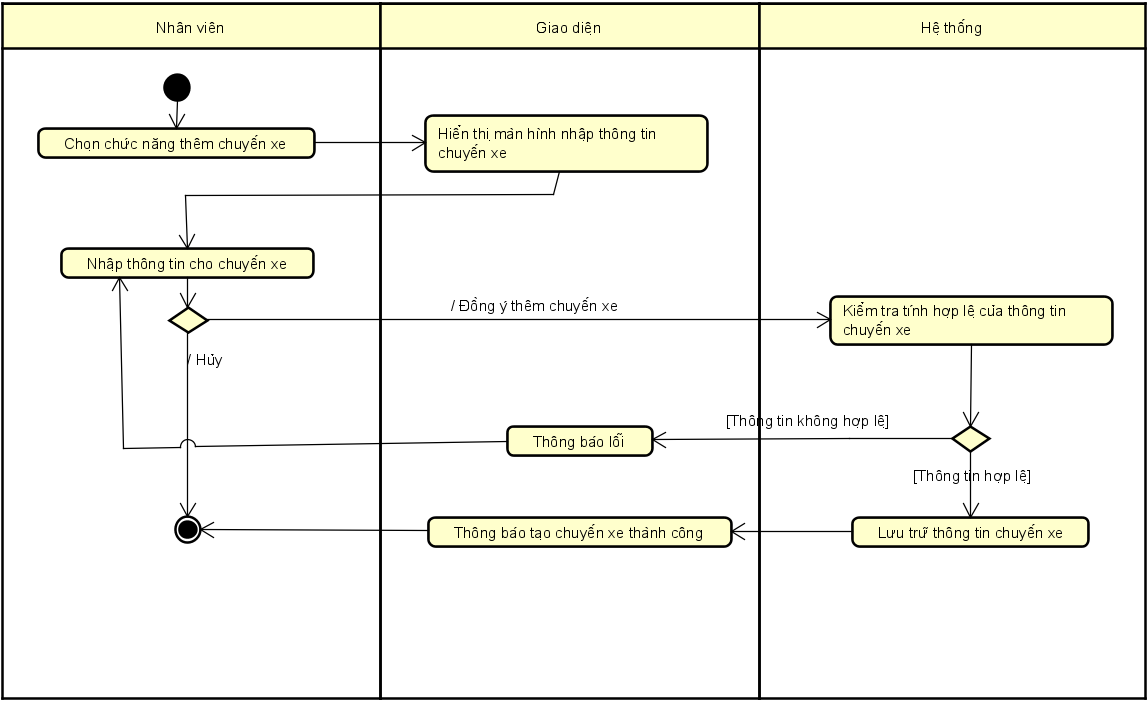 Nhân viên
Giao diện
Hệ thống
Chọn chức năng thêm chuyến xe
Hiển thị màn hình nhập thông tin
chuyến xe
Nhập thông tin cho chuyến xe
/ Đồng ý thêm chuyến xe
Kiểm tra tính hợp lệ của thông tin
chuyến xe
/ Hủy
[Thông tin không hợp lệ]
Thông báo lỗi
[Thông tin hợp lệ]
Thông báo tạo chuyến xe thành công
Lưu trữ thông tin chuyến xe